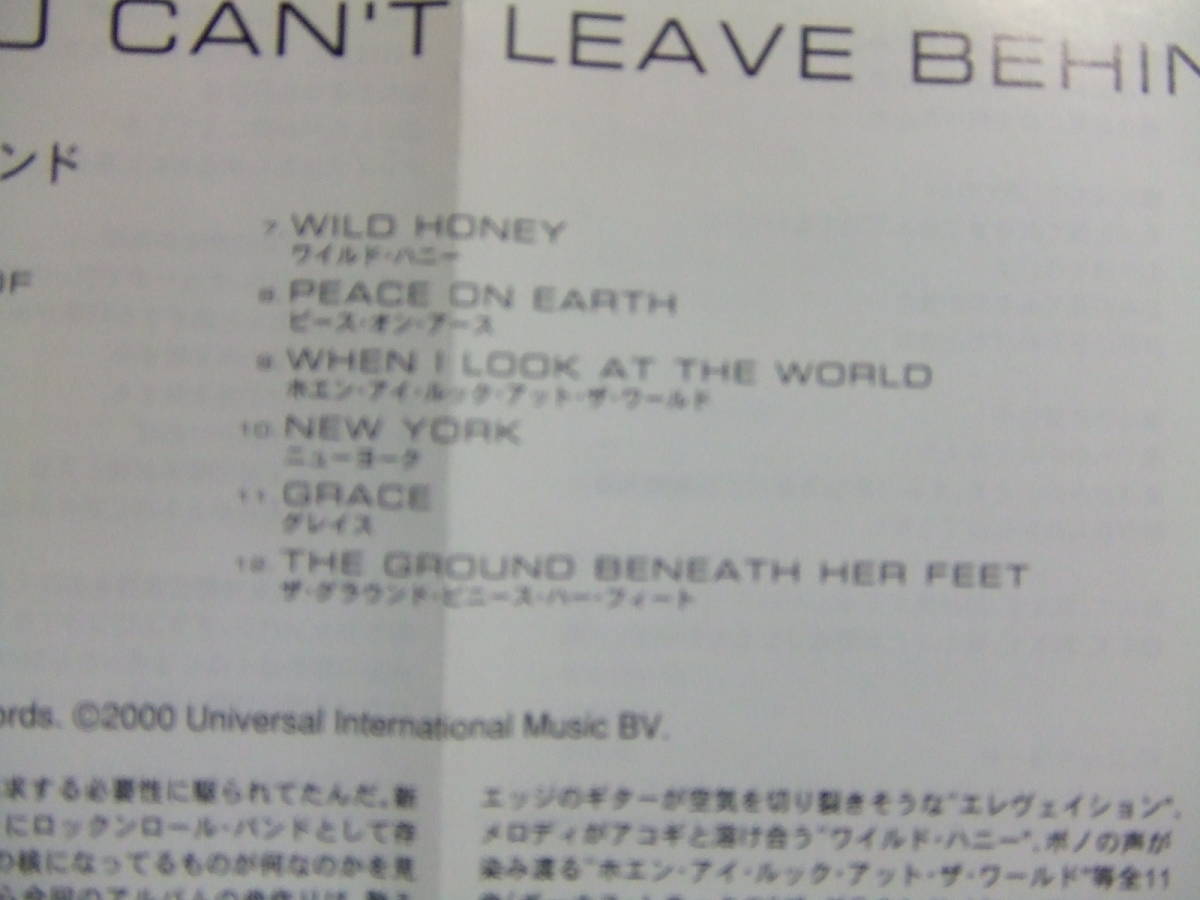 U CAN'T LEAVE BEHIN
ンド
OF
7. WILD HONEY
ワイルド・ハニー
8. PEACE ON EARTH
ピース・オン・アース
9. WHEN I LOOK AT THE WORLD
ホエン・アイ・ルック・アット・ザ・ワールド
10. NEW YORK
ニューヨーク
11. GRACE
グレイス
12. THE GROUND BENEATH HER FEET
ザ・グラウンド・ビニース・ハー・フィート
ords. ©2000 Universal International Music BV.
求する必要性に駆られてたんだ。新
にロックンロール・バンドとして存
の核になってるものが何なのかを見
エッジのギターが空気を切り裂きそうな“エレヴェイション”、
メロディがアコギと溶け合う“ワイルド・ハニー”、ボノの声が
染み渡る“ホエン・アイ・ルック・アット・ザ・ワールド”等全11